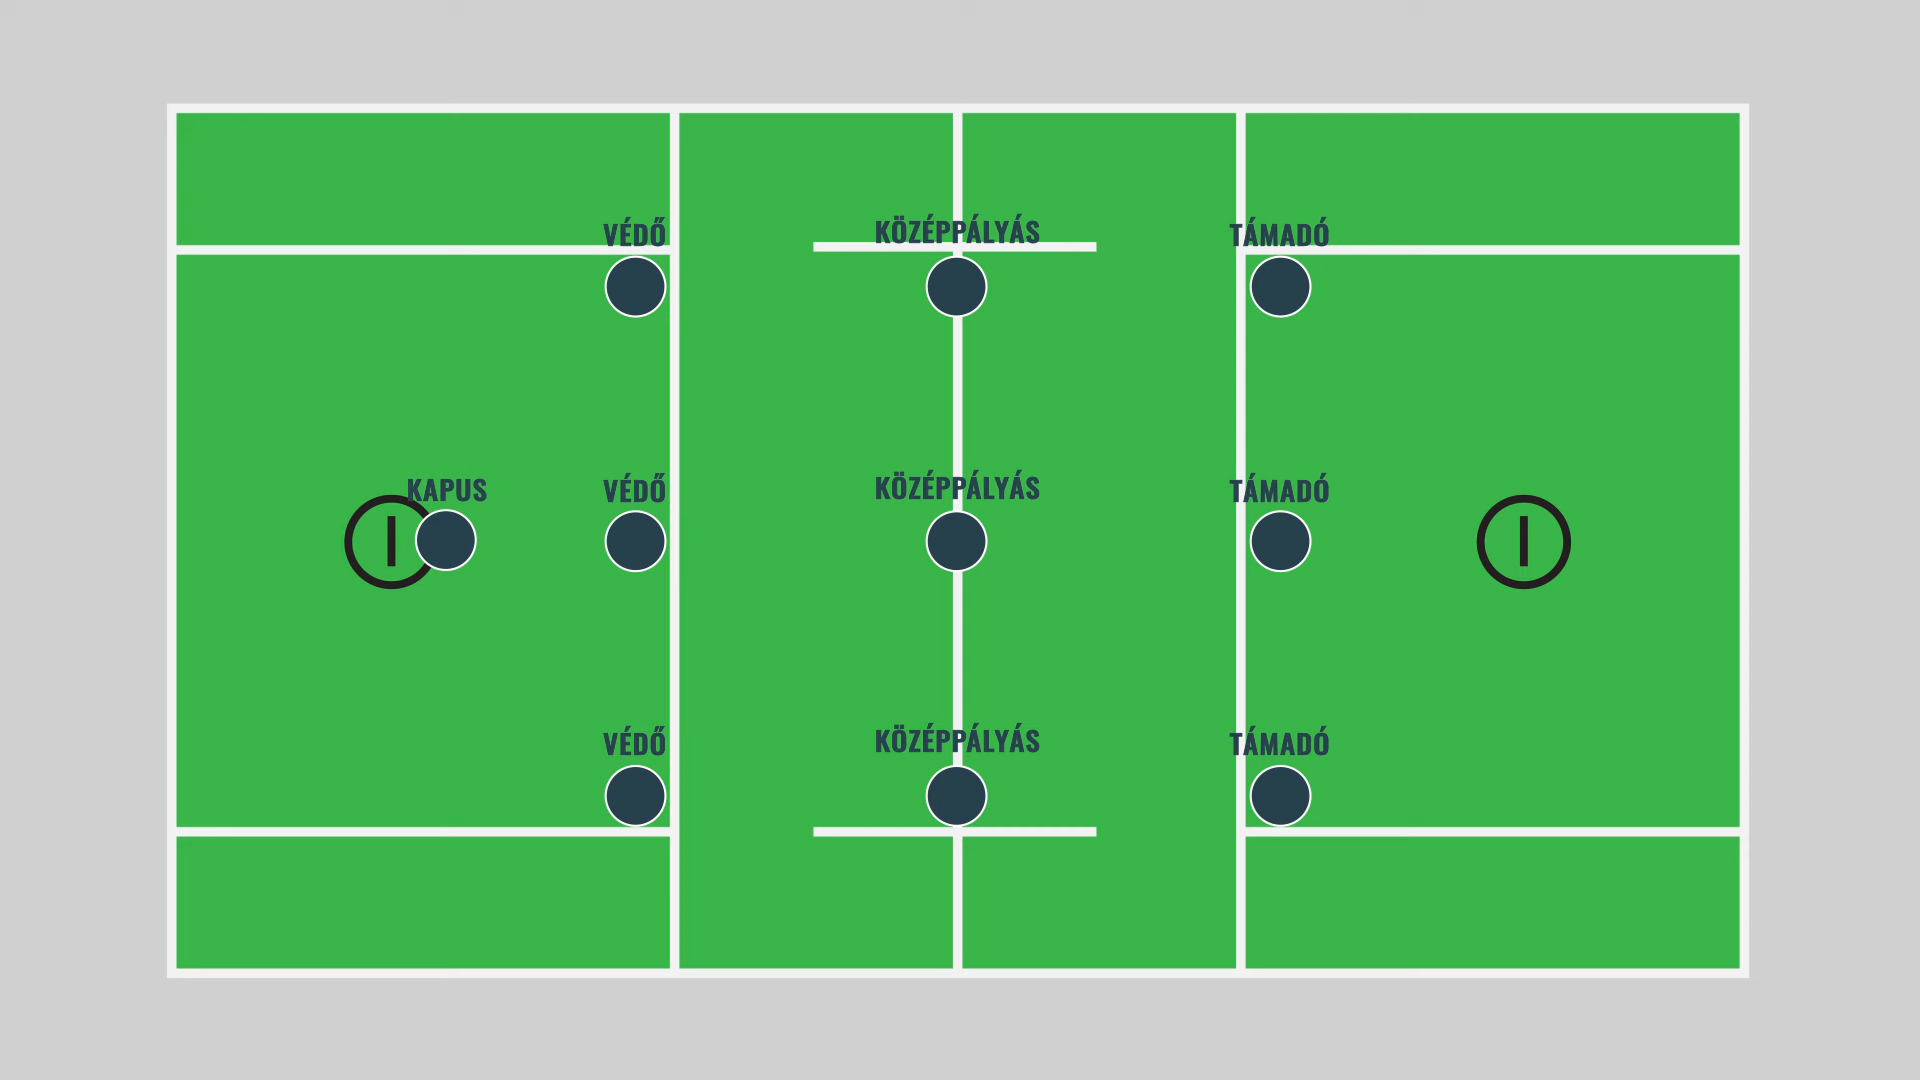 VÉDŐ
KÖZÉPPÁLYÁS
TÁMADÓ
KAPUS
VÉDŐ
KÖZÉPPÁLYÁS
TÁMADÓ
VÉDŐ
KÖZÉPPÁLYÁS
TÁMADÓ